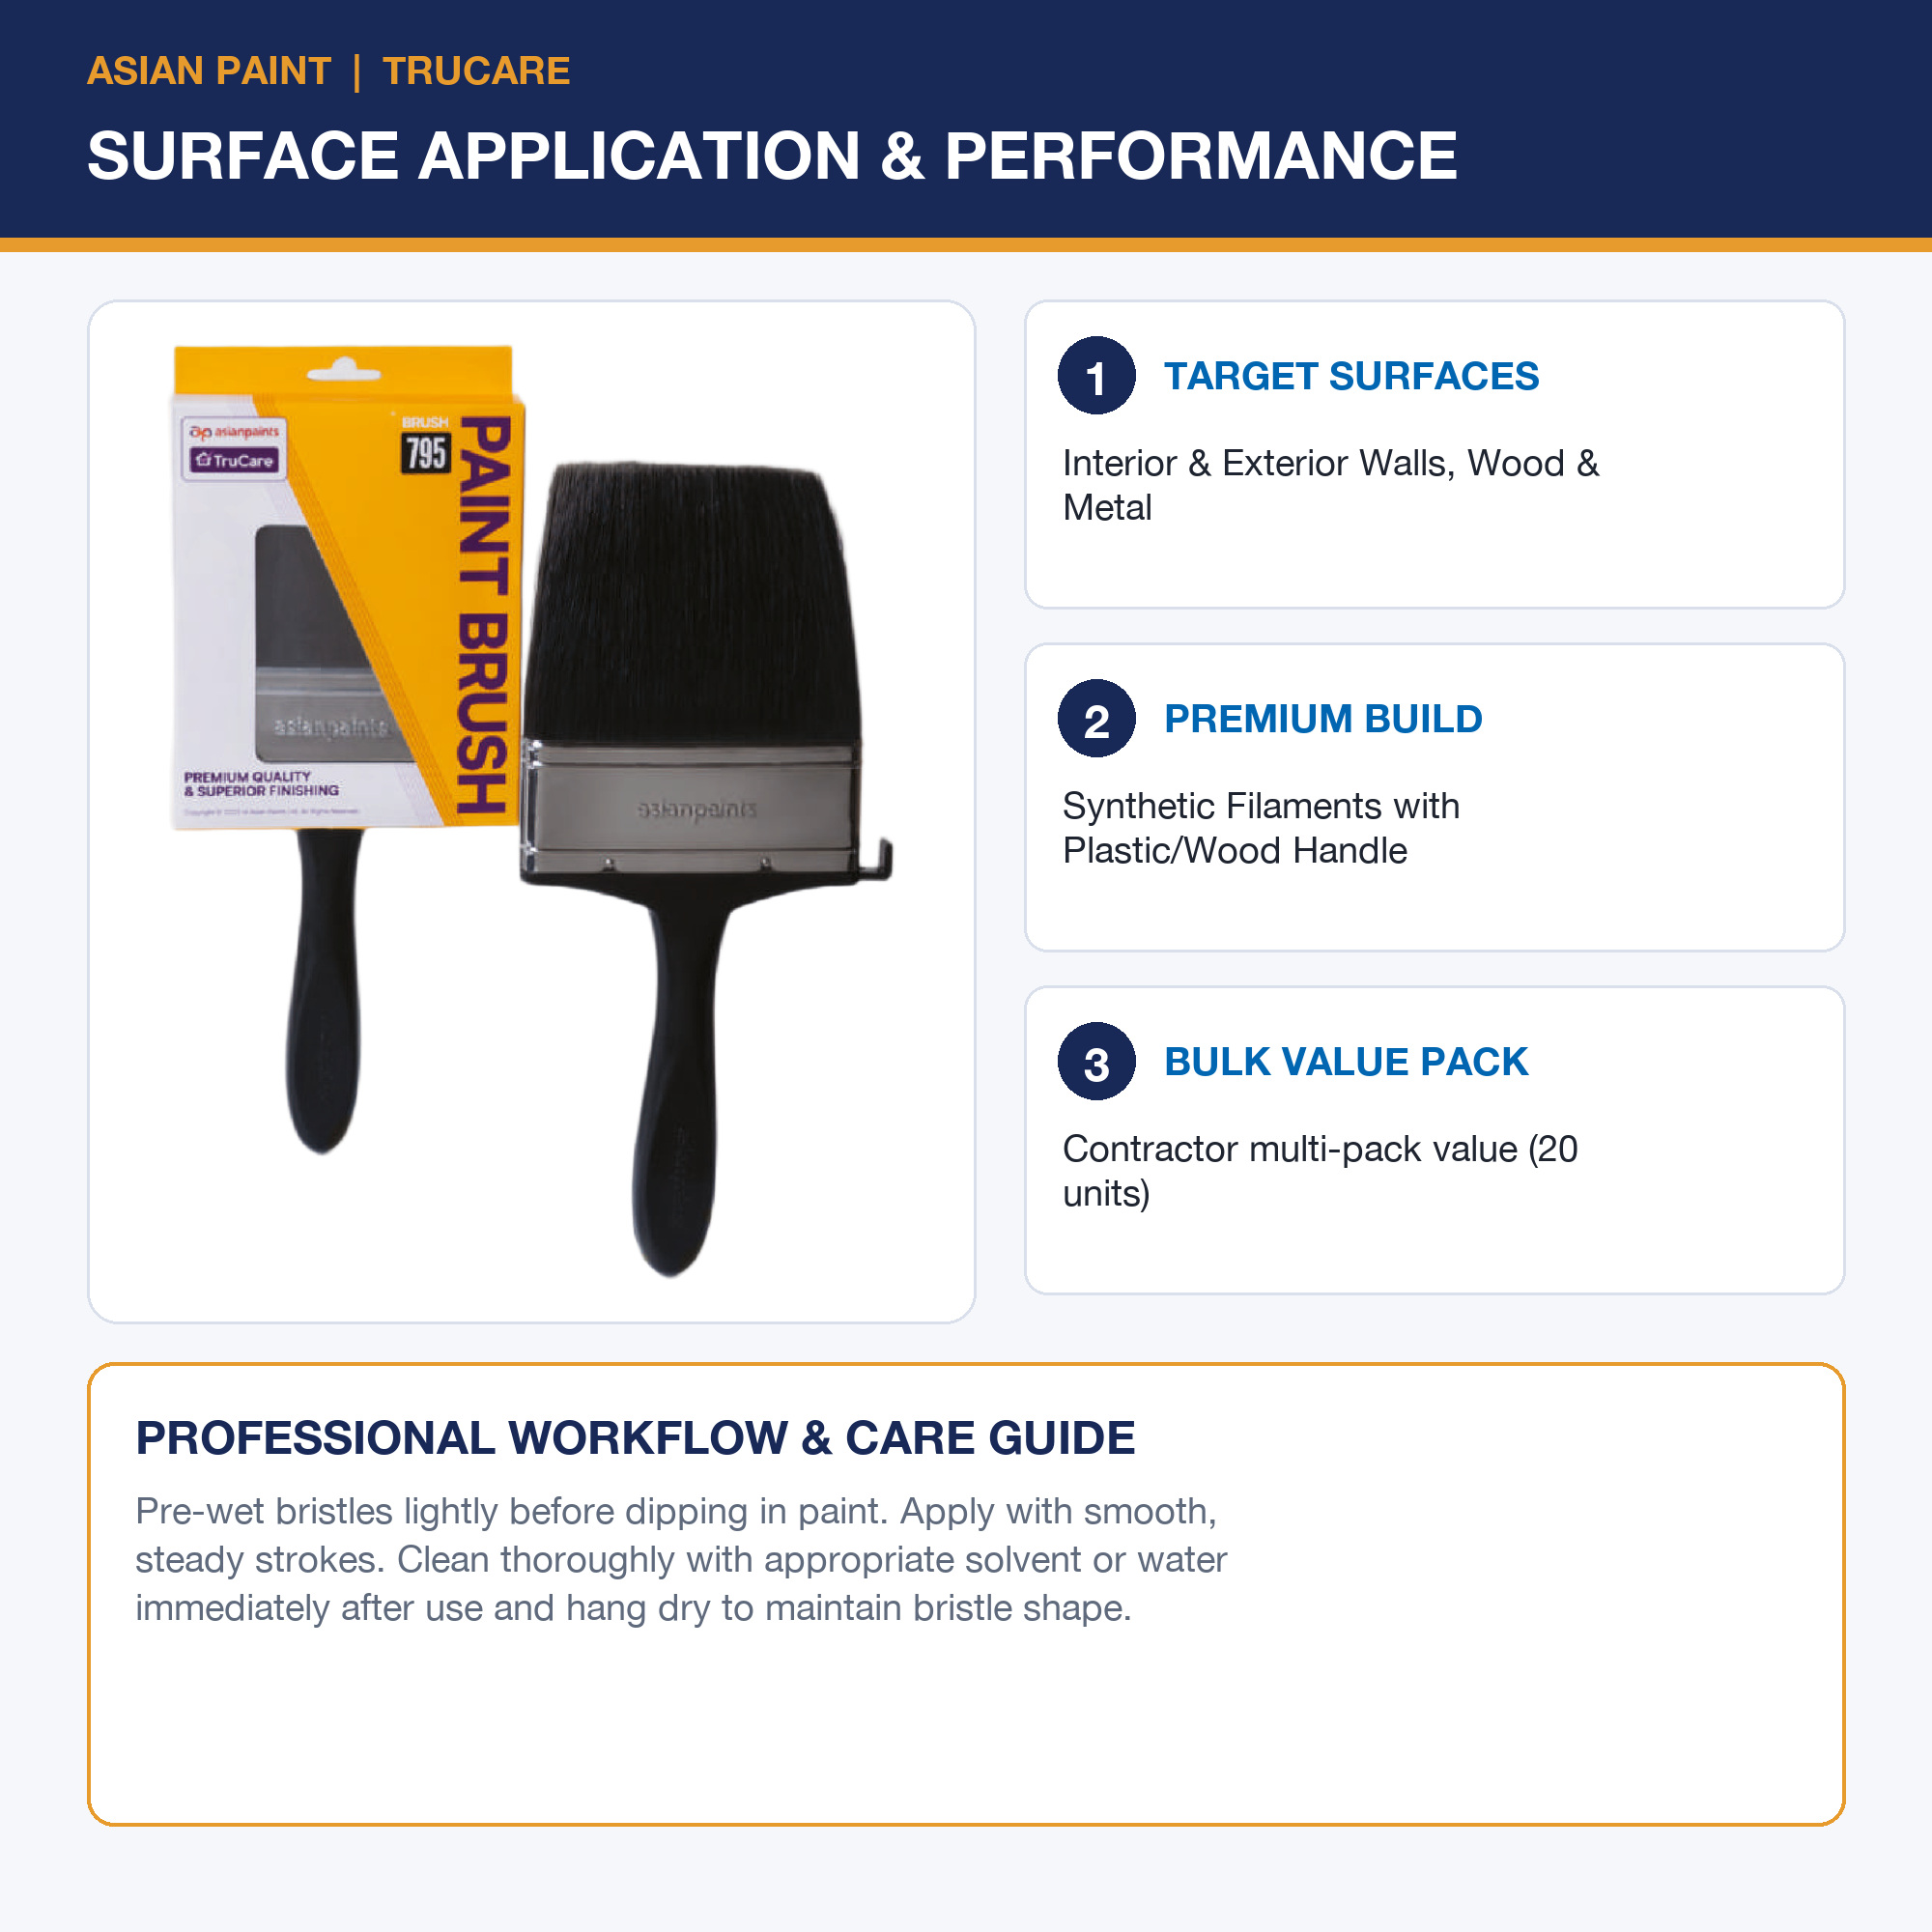 ASIAN PAINT | TRUCARE
SURFACE APPLICATION & PERFORMANCE
asianpaints
TruCare
BRUSH
795
PAINT BRUSH
asianpaints
PREMIUM QUALITY
& SUPERIOR FINISHING
asianpaints
1
TARGET SURFACES
Interior & Exterior Walls, Wood &
Metal
2
PREMIUM BUILD
Synthetic Filaments with
Plastic/Wood Handle
3
BULK VALUE PACK
Contractor multi-pack value (20
units)
PROFESSIONAL WORKFLOW & CARE GUIDE
Pre-wet bristles lightly before dipping in paint. Apply with smooth,
steady strokes. Clean thoroughly with appropriate solvent or water
immediately after use and hang dry to maintain bristle shape.